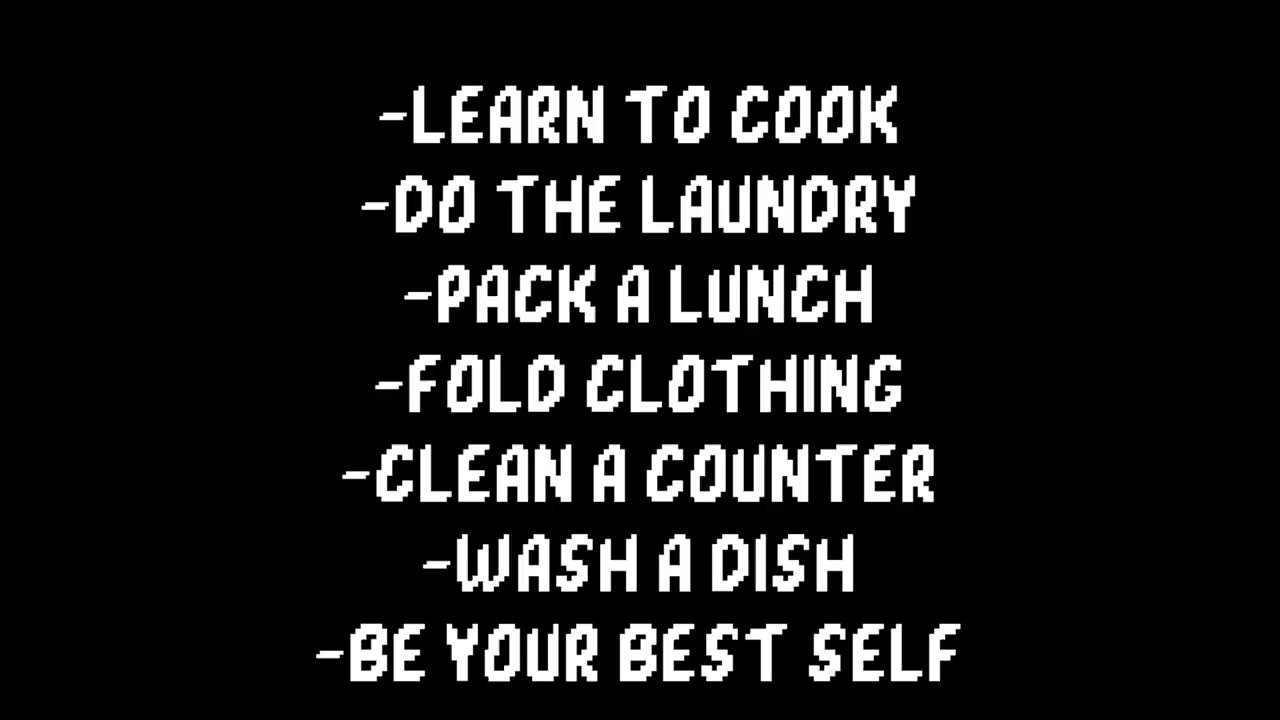 -LEARN TO COOK
-DO THE LAUNDRY
-PACK A LUNCH
-FOLD CLOTHING
-CLEAN A COUNTER
-WASH A DISH
-BE YOUR BEST SELF